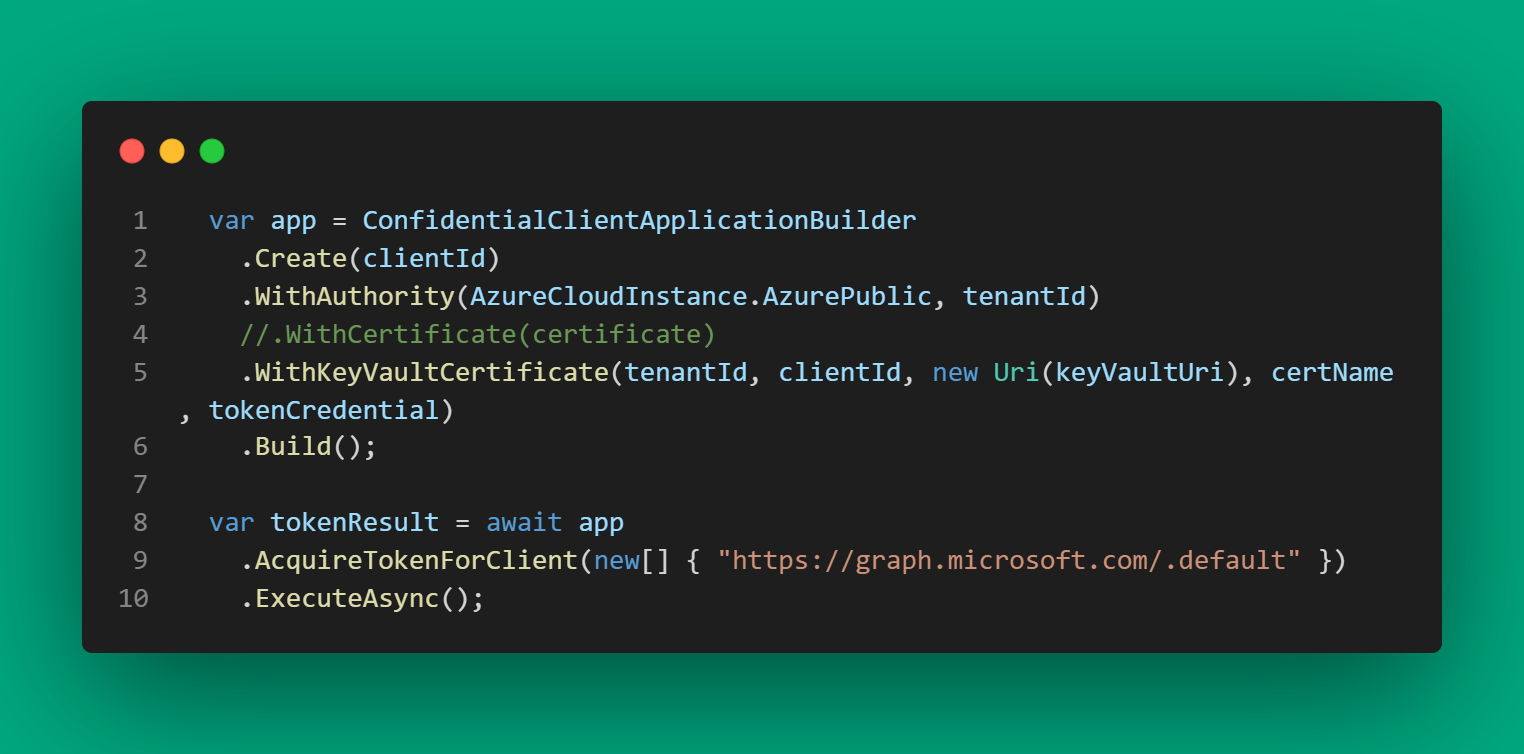 1 var app = ConfidentialClientApplicationBuilder
2 .Create(clientId)
3 .WithAuthority(AzureCloudInstance.AzurePublic, tenantId)
4 //.WithCertificate(certificate)
5 .WithKeyVaultCertificate(tenantId, clientId, new Uri(keyVaultUri), certName
, tokenCredential)
6 .Build();
7
8 var tokenResult = await app
9 .AcquireTokenForClient(new[] { "https://graph.microsoft.com/.default" })
10 .ExecuteAsync();